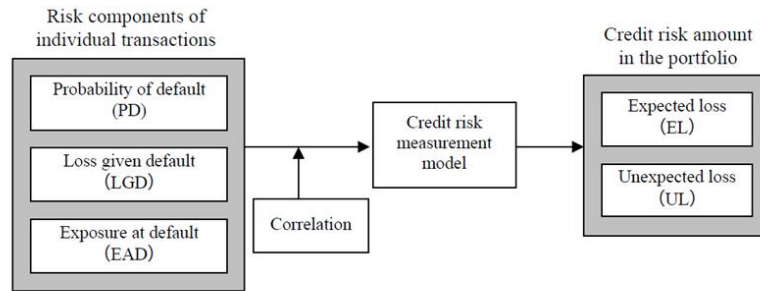 Risk components of
individual transactions
Probability of default
(PD)
Loss given default
(LGD)
Exposure at default
(EAD)
Correlation
Credit risk
measurement
model
Credit risk amount
in the portfolio
Expected loss
(EL)
Unexpected loss
(UL)